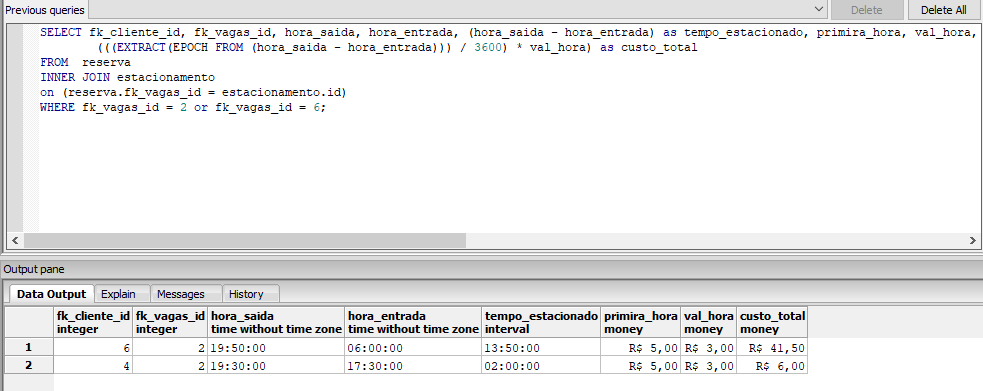 Previous queries Delete Delete All
SELECT fk_cliente_id, fk_vagas_id, hora_saida, hora_entrada, (hora_saida - hora_entrada) as tempo_estacionado, primira_hora, val_hora,
(((EXTRACT(EPOCH FROM (hora_saida - hora_entrada))) / 3600) * val_hora) as custo_total
FROM reserva
INNER JOIN estacionamento
on (reserva.fk_vagas_id = estacionamento.id)
WHERE fk_vagas_id = 2 or fk_vagas_id = 6;
Output pane
Data Output Explain Messages History
fk_cliente_id fk_vagas_id hora_saida hora_entrada tempo_estacionado primira_hora val_hora custo_total
integer integer time without time zone time without time zone interval money money money
1 6 2 19:50:00 06:00:00 13:50:00 R$ 5,00 R$ 3,00 R$ 41,50
2 4 2 19:30:00 17:30:00 02:00:00 R$ 5,00 R$ 3,00 R$ 6,00